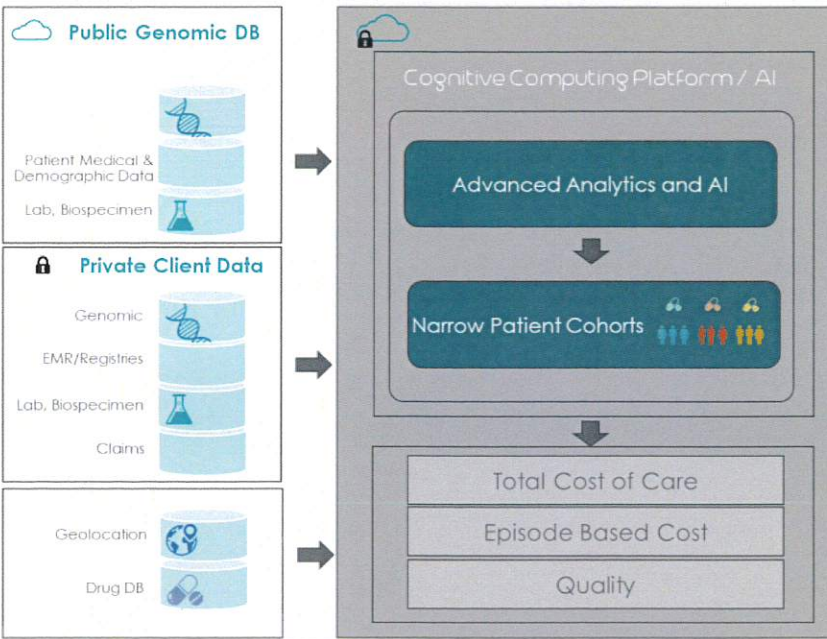 Public Genomic DB
Patient Medical &
Demographic Data
Lab, Biospecimen
Private Client Data
Genomic
EMR/Registries
Lab, Biospecimen
Claims
Geolocation
Drug DB
Cognitive Computing Platform / AI
Advanced Analytics and AI
Narrow Patient Cohorts
Total Cost of Care
Episode Based Cost
Quality